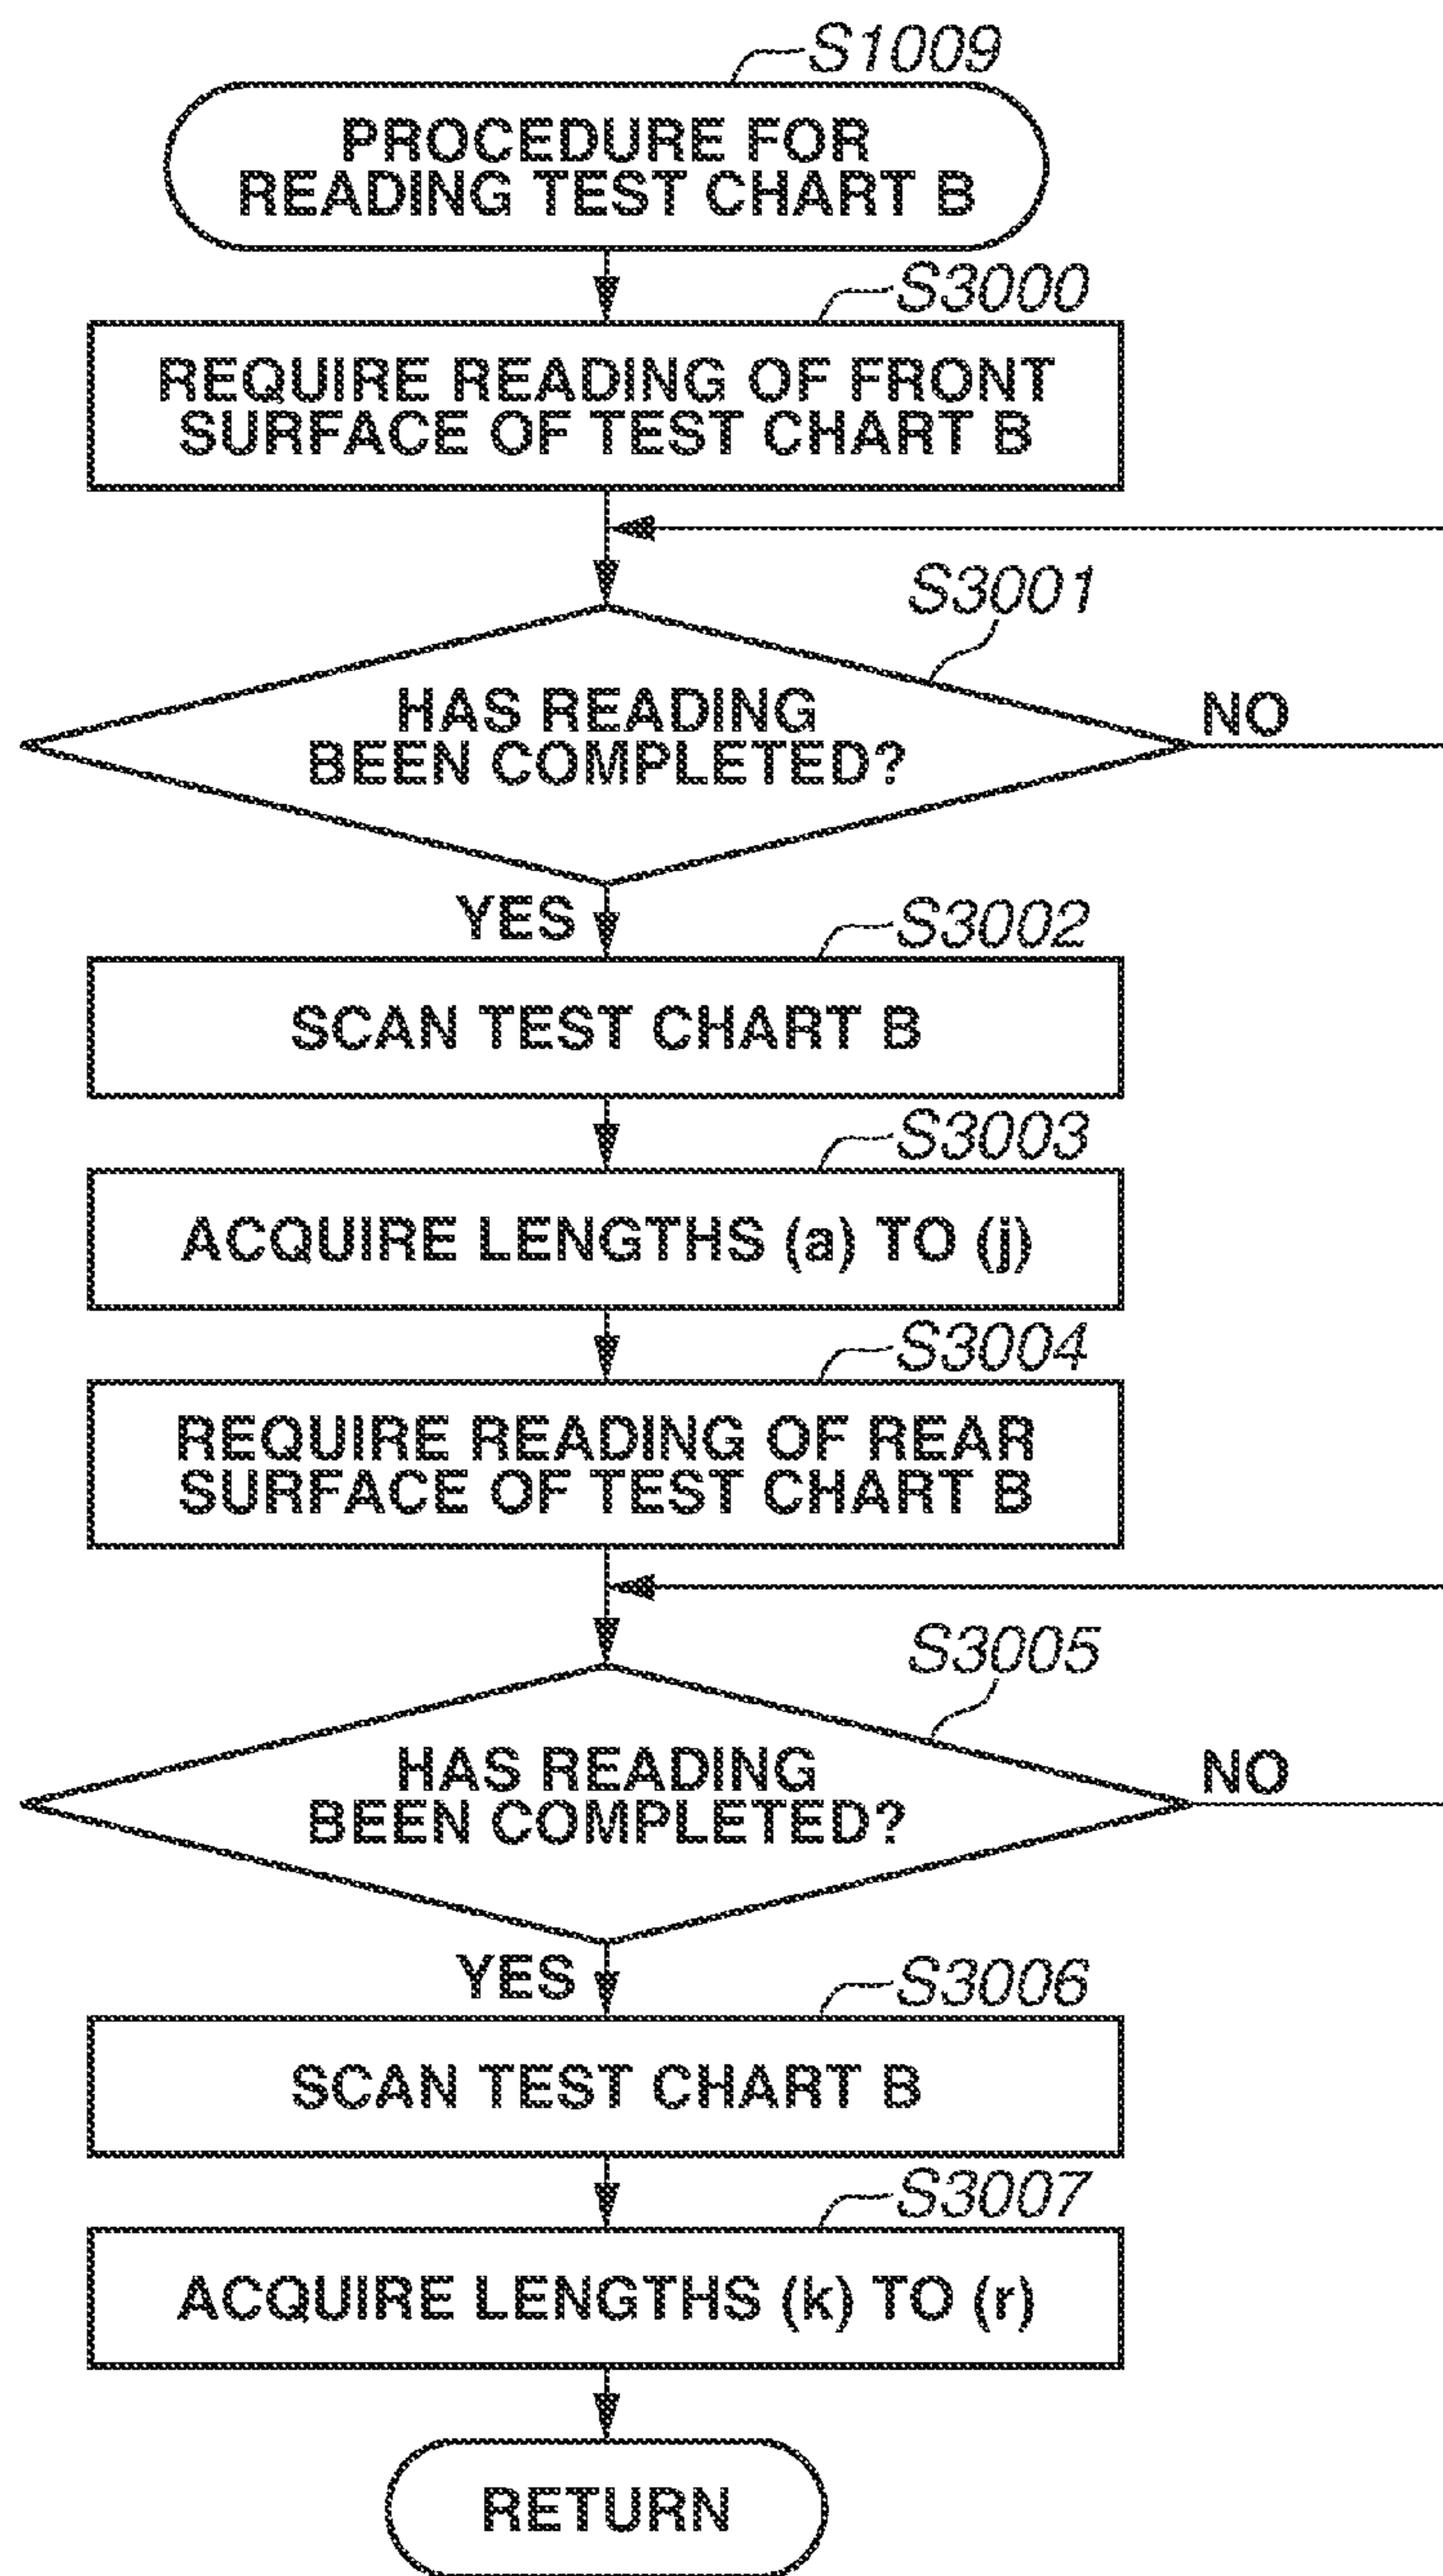 S1009
PROCEDURE FOR
READING TEST CHART B
S3000
REQUIRE READING OF FRONT
SURFACE OF TEST CHART B
S3001
HAS READING
BEEN COMPLETED?
NO
YES
S3002
SCAN TEST CHART B
S3003
ACQUIRE LENGTHS (a) TO (j)
S3004
REQUIRE READING OF REAR
SURFACE OF TEST CHART B
S3005
HAS READING
BEEN COMPLETED?
NO
YES
S3006
SCAN TEST CHART B
S3007
ACQUIRE LENGTHS (k) TO (r)
RETURN